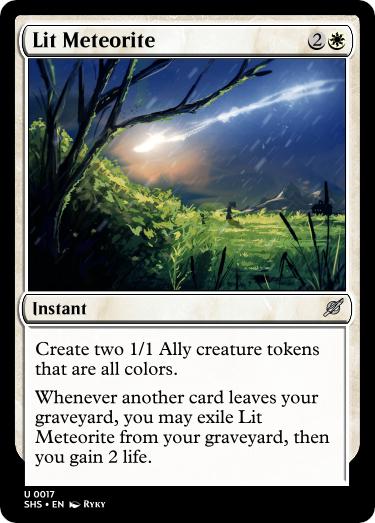 Lit Meteorite 2
Instant
Create two 1/1 Ally creature tokens
that are all colors.
Whenever another card leaves your
graveyard, you may exile Lit
Meteorite from your graveyard, then
you gain 2 life.
U 0017
SHS • EN Ryky